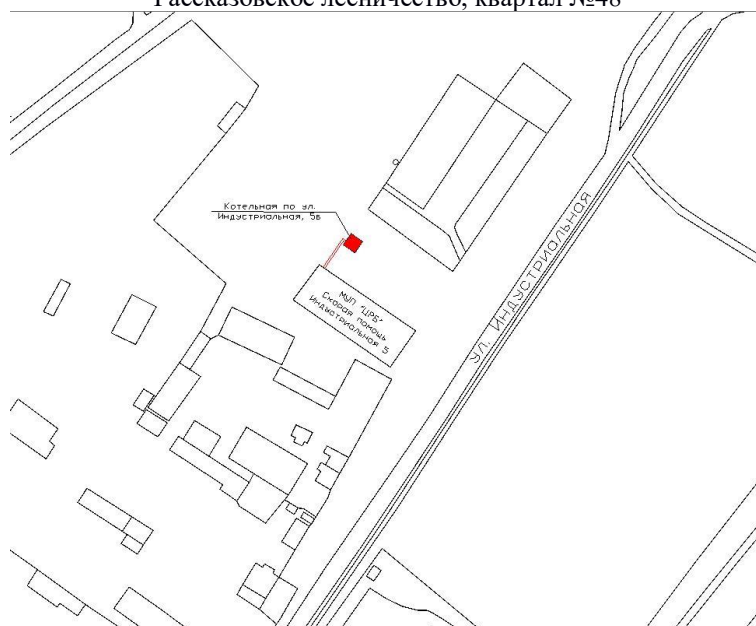 Рассказовское лесничество, квартал №48
Котельная по ул.
Индустриальная, 5в
МУП "ЦРБ"
Скорая помощь
Индустриальная 5
УЛ. ИНДУСТРИАЛЬНАЯ